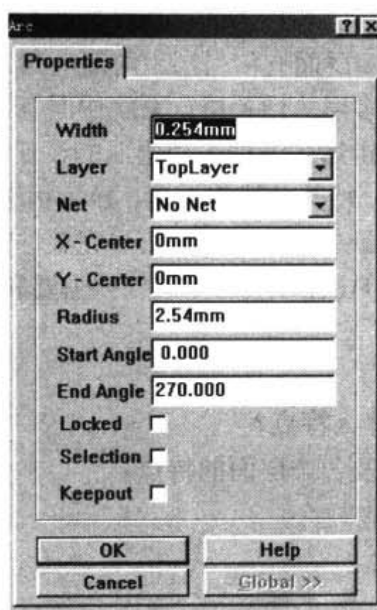 Arc
Properties
Width 0.254mm
Layer TopLayer
Net No Net
X - Center 0mm
Y - Center 0mm
Radius 2.54mm
Start Angle 0.000
End Angle 270.000
Locked
Selection
Keepout
OK Help
Cancel Global >>